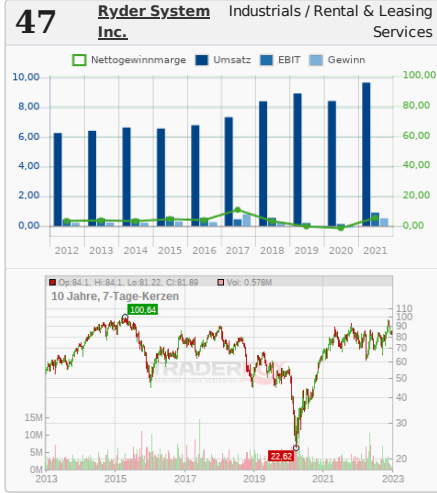 47
Ryder System Inc.
Industrials / Rental & Leasing Services
Nettogewinnmarge Umsatz EBIT Gewinn
10,00 100,00
8,00 80,00
6,00 60,00
4,00 40,00
2,00 20,00
0,00 0,00
2012 2013 2014 2015 2016 2017 2018 2019 2020 2021
Op:84.1, Hi:84.1, Lo:81.22, Cl:81.89 Vol: 0.578M
10 Jahre, 7-Tage-Kerzen
100,64
110
100
90
80
70
60
50
40
30
20
TRADER
15M
10M
5M
0M
22,62
2013 2015 2017 2019 2021 2023